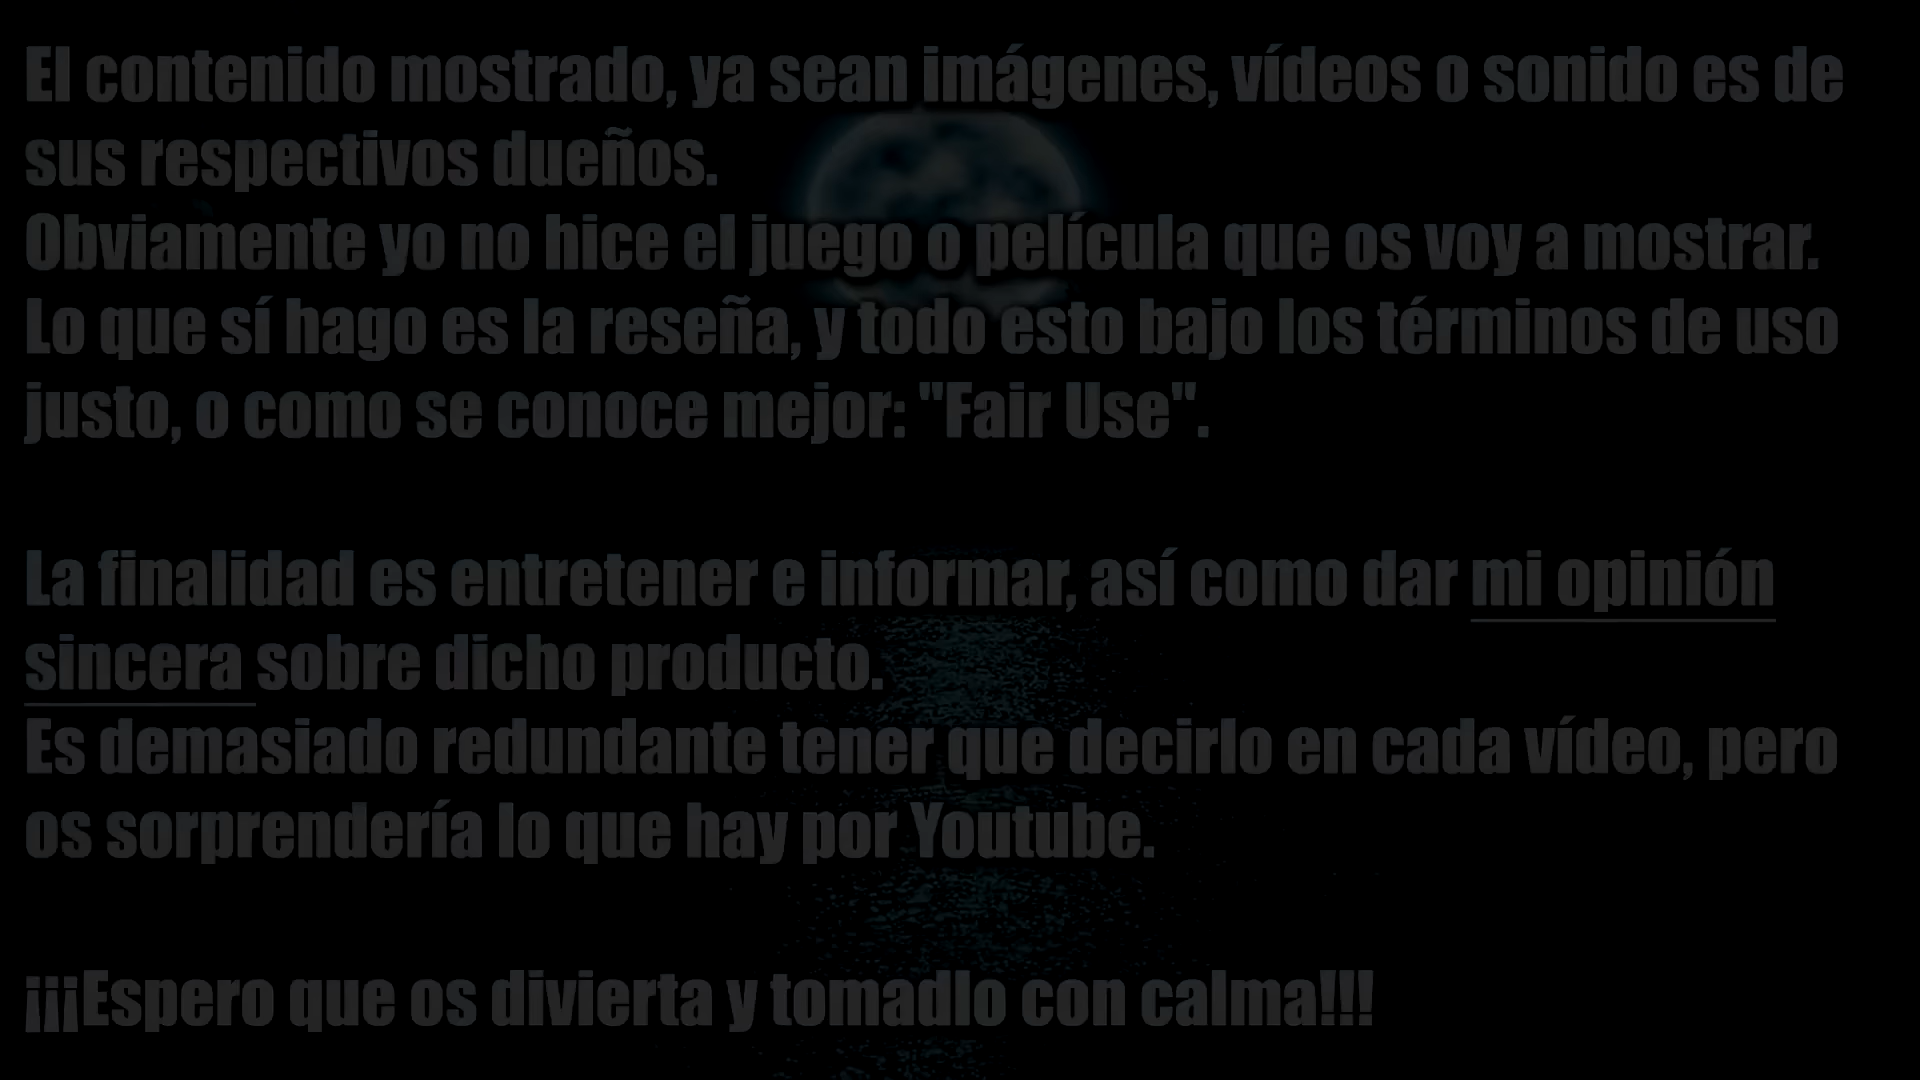 El contenido mostrado, ya sean imágenes, vídeos o sonido es de
sus respectivos dueños.
Obviamente yo no hice el juego o película que os voy a mostrar.
Lo que sí hago es la reseña, y todo esto bajo los términos de uso
justo, o como se conoce mejor: "Fair Use".
La finalidad es entretener e informar, así como dar mi opinión
sincera sobre dicho producto.
Es demasiado redundante tener que decirlo en cada vídeo, pero
os sorprendería lo que hay por Youtube.
¡¡¡Espero que os divierta y tomadlo con calma!!!